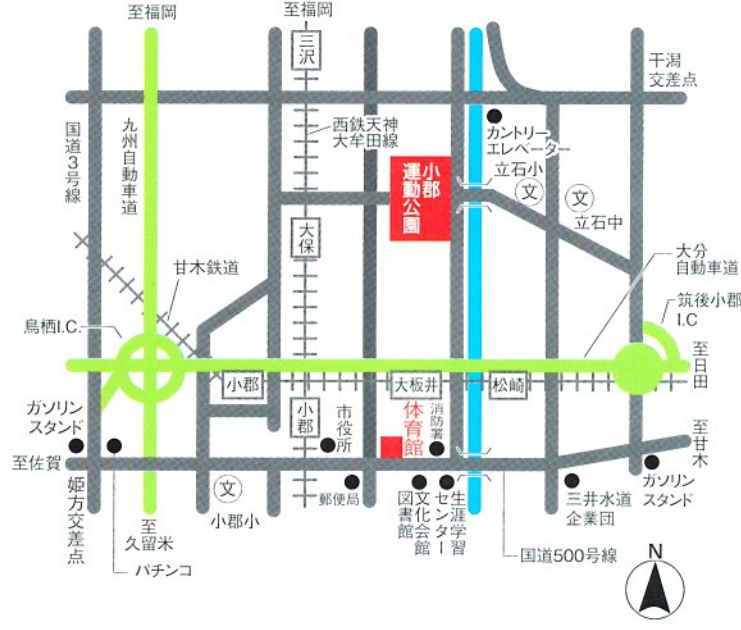 至福岡
至福岡
三沢
干潟
交差点
国道3号線
九州自動車道
西鉄天神
大牟田線
カントリー
エレベーター
小郡
運動公園
立石小
文
文
立石中
大保
甘木鉄道
大分
自動車道
筑後小郡
I.C
鳥栖I.C.
至日田
小郡
大板井
松崎
ガソリン
スタンド
小郡
市役所
体育館
消防署
至甘木
至佐賀
姫方交差点
文
小郡小
郵便局
図書館
文化会館
生涯学習
センター
三井水道
企業団
ガソリン
スタンド
至
久留米
パチンコ
国道500号線
N